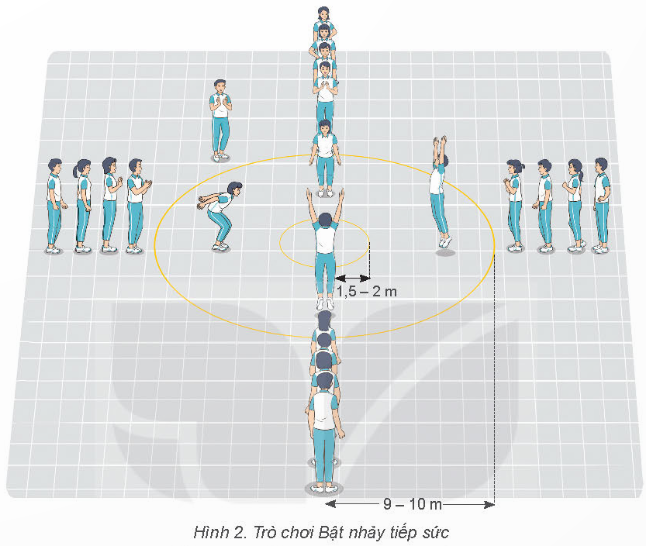 1,5 – 2 m
9 – 10 m
Hình 2. Trò chơi Bật nhảy tiếp sức